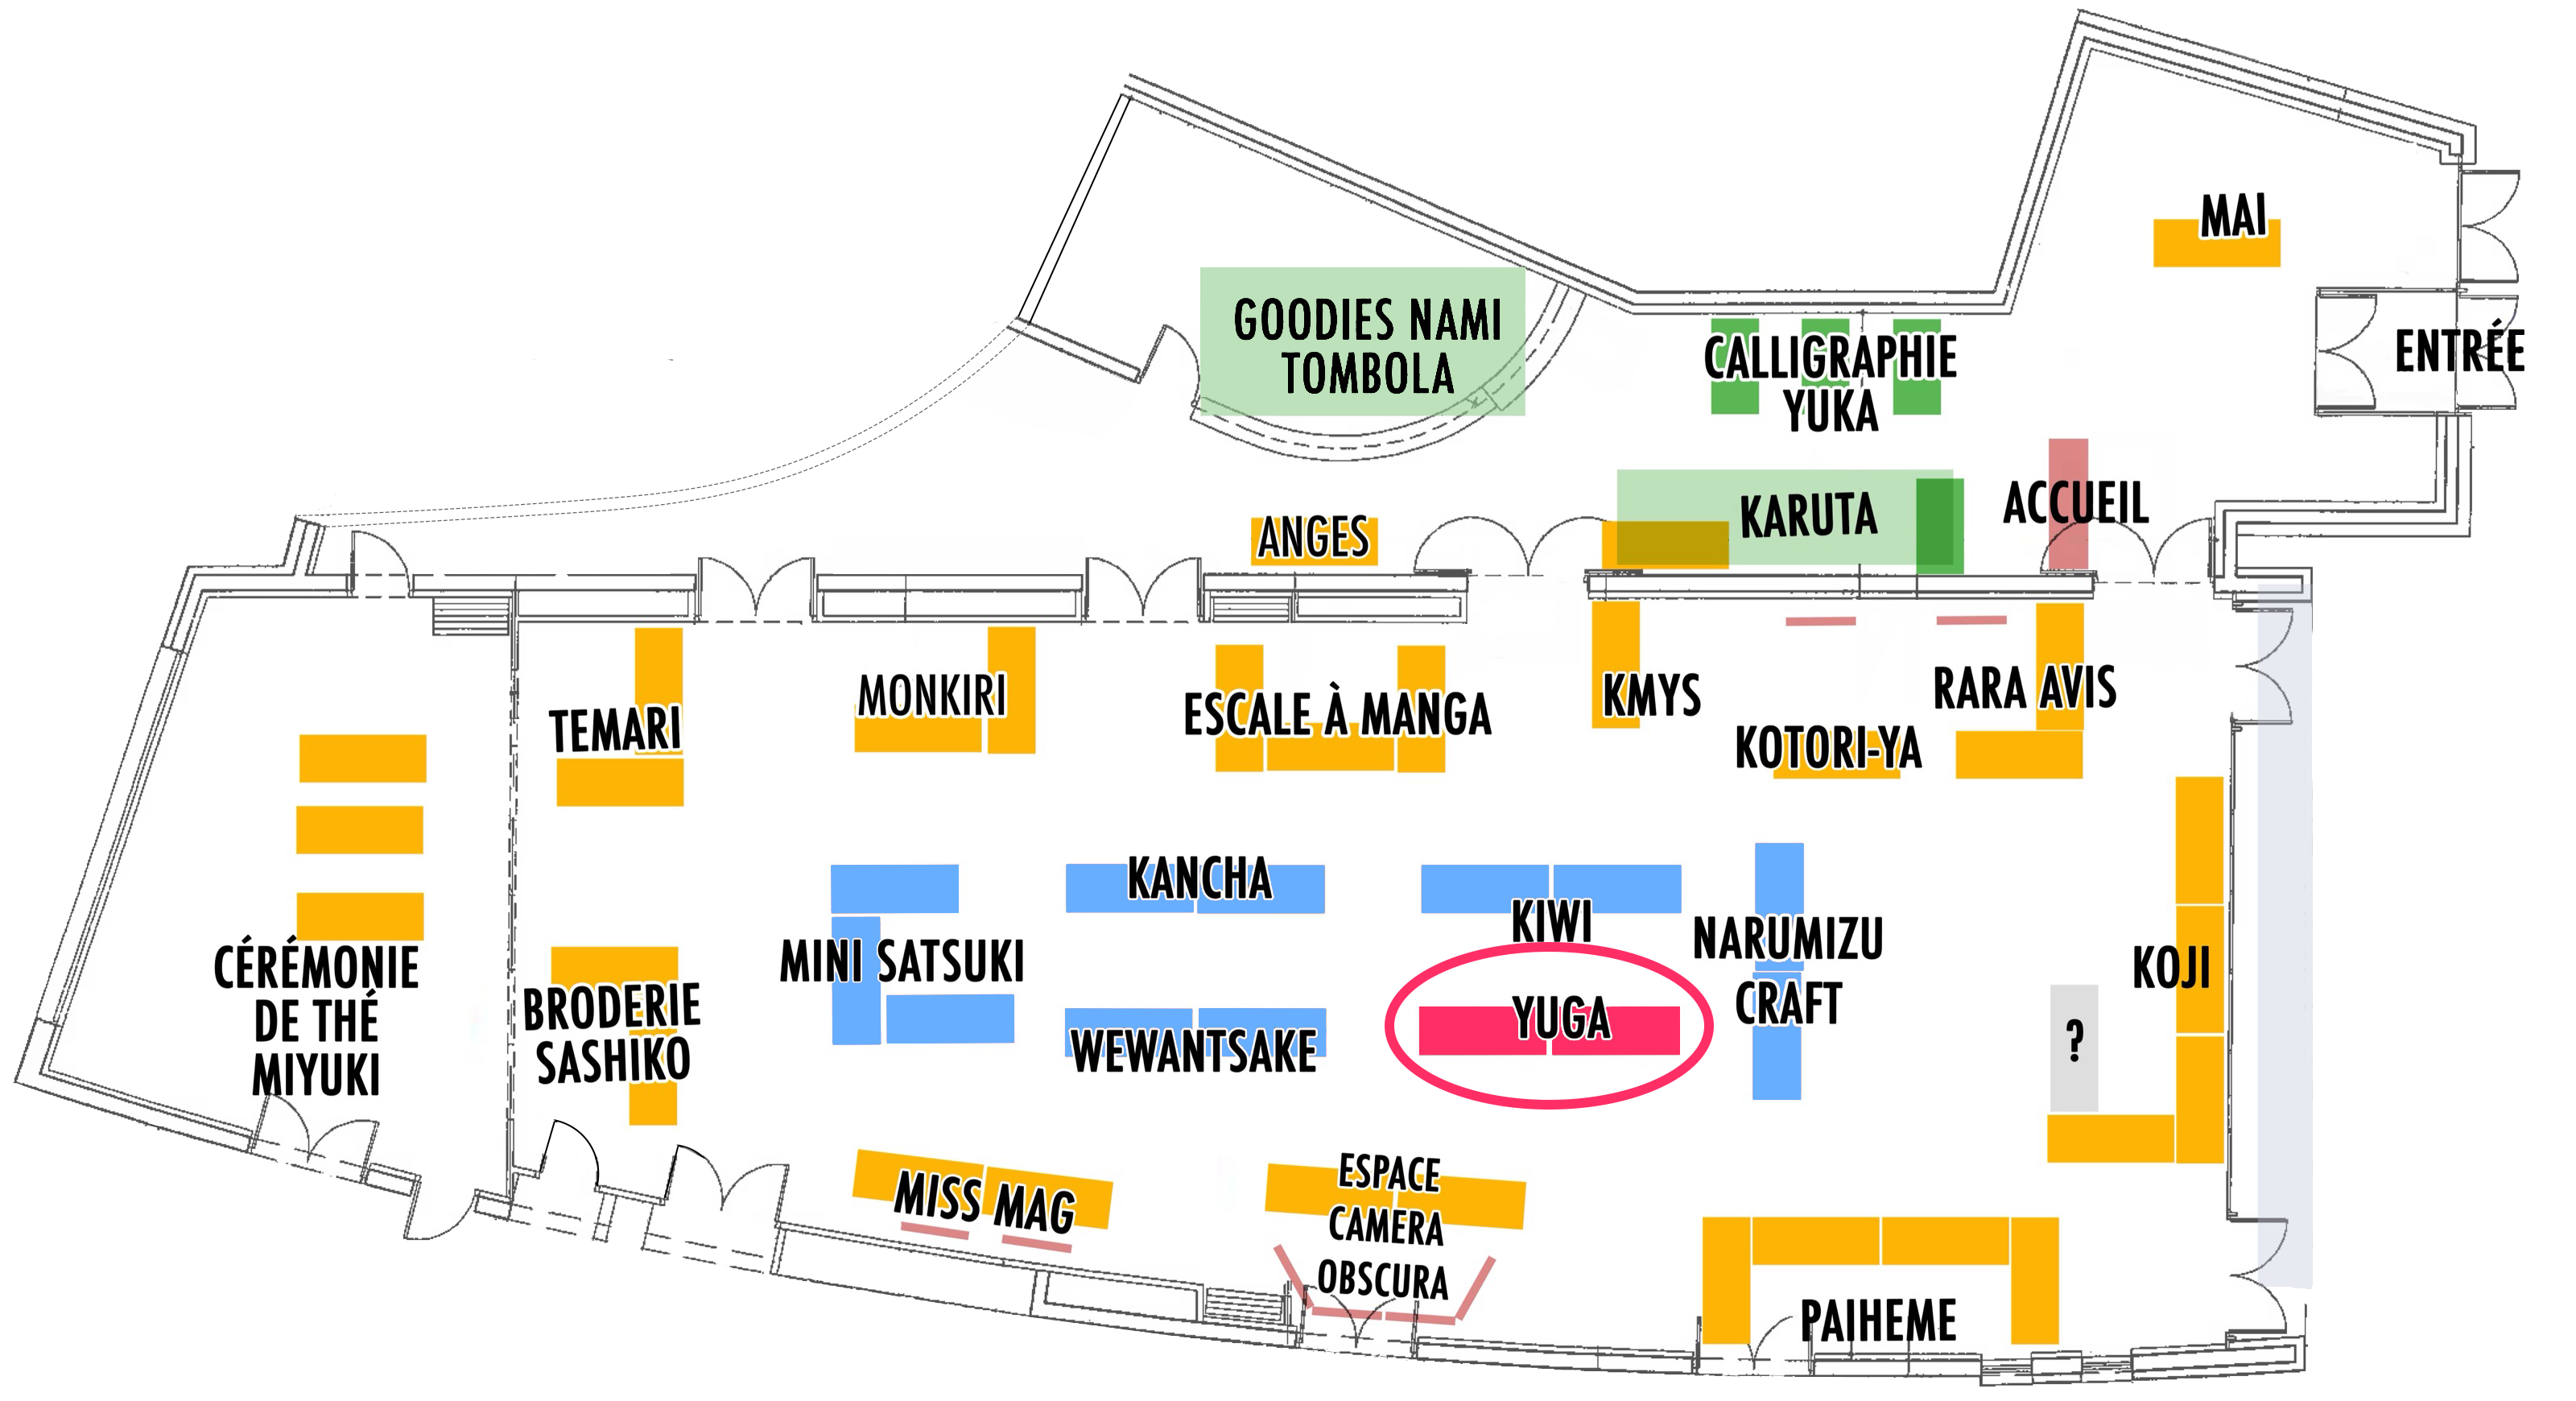 MAI
GOODIES NAMI
TOMBOLA
CALLIGRAPHIE
YUKA
ENTRÉE
KARUTA
ACCUEIL
ANGES
TEMARI
MONKIRI
ESCALE À MANGA
KMYS
KOTORI-YA
RARA AVIS
KANCHA
KIWI
NARUMIZU
CRAFT
MINI SATSUKI
WEWANTSAKE
YUGA
KOJI
?
CÉRÉMONIE
DE THÉ
MIYUKI
BRODERIE
SASHIKO
MISS MAG
ESPACE
CAMERA
OBSCURA
PAIHEME